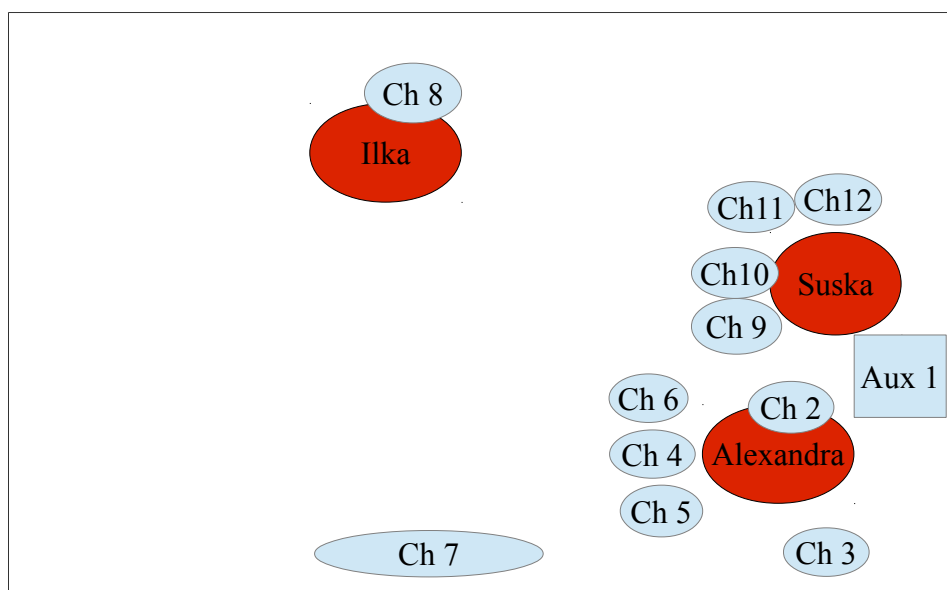 Ch 8
Ilka
Ch11
Ch12
Ch10
Suska
Ch 9
Aux 1
Ch 6
Ch 2
Ch 4
Alexandra
Ch 5
Ch 7
Ch 3